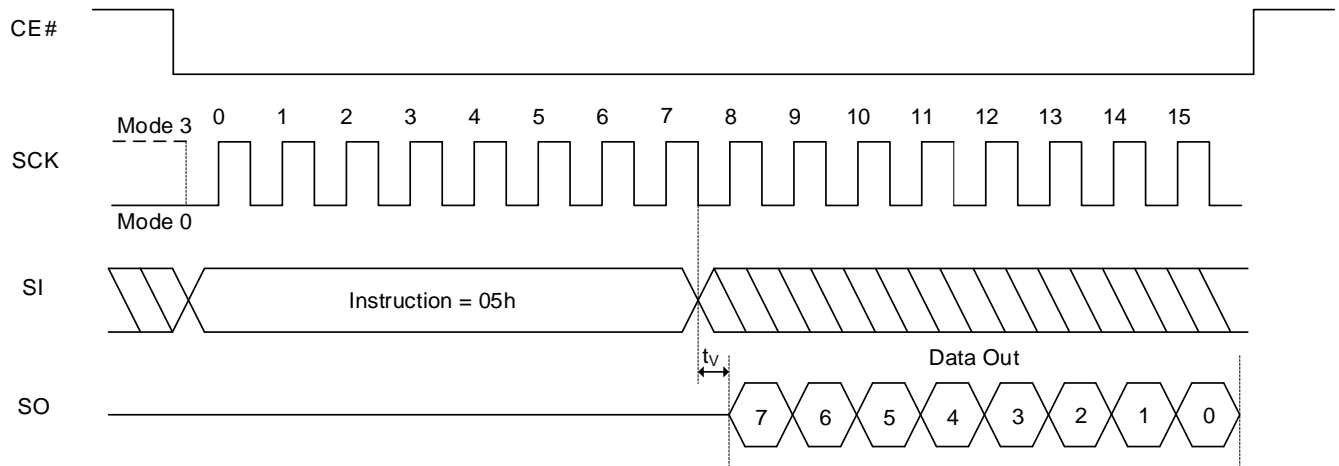 CE#
0 1 2 3 4 5 6 7 8 9 10 11 12 13 14 15
Mode 3
SCK
Mode 0
SI
Instruction = 05h
tV
Data Out
SO
7 6 5 4 3 2 1 0